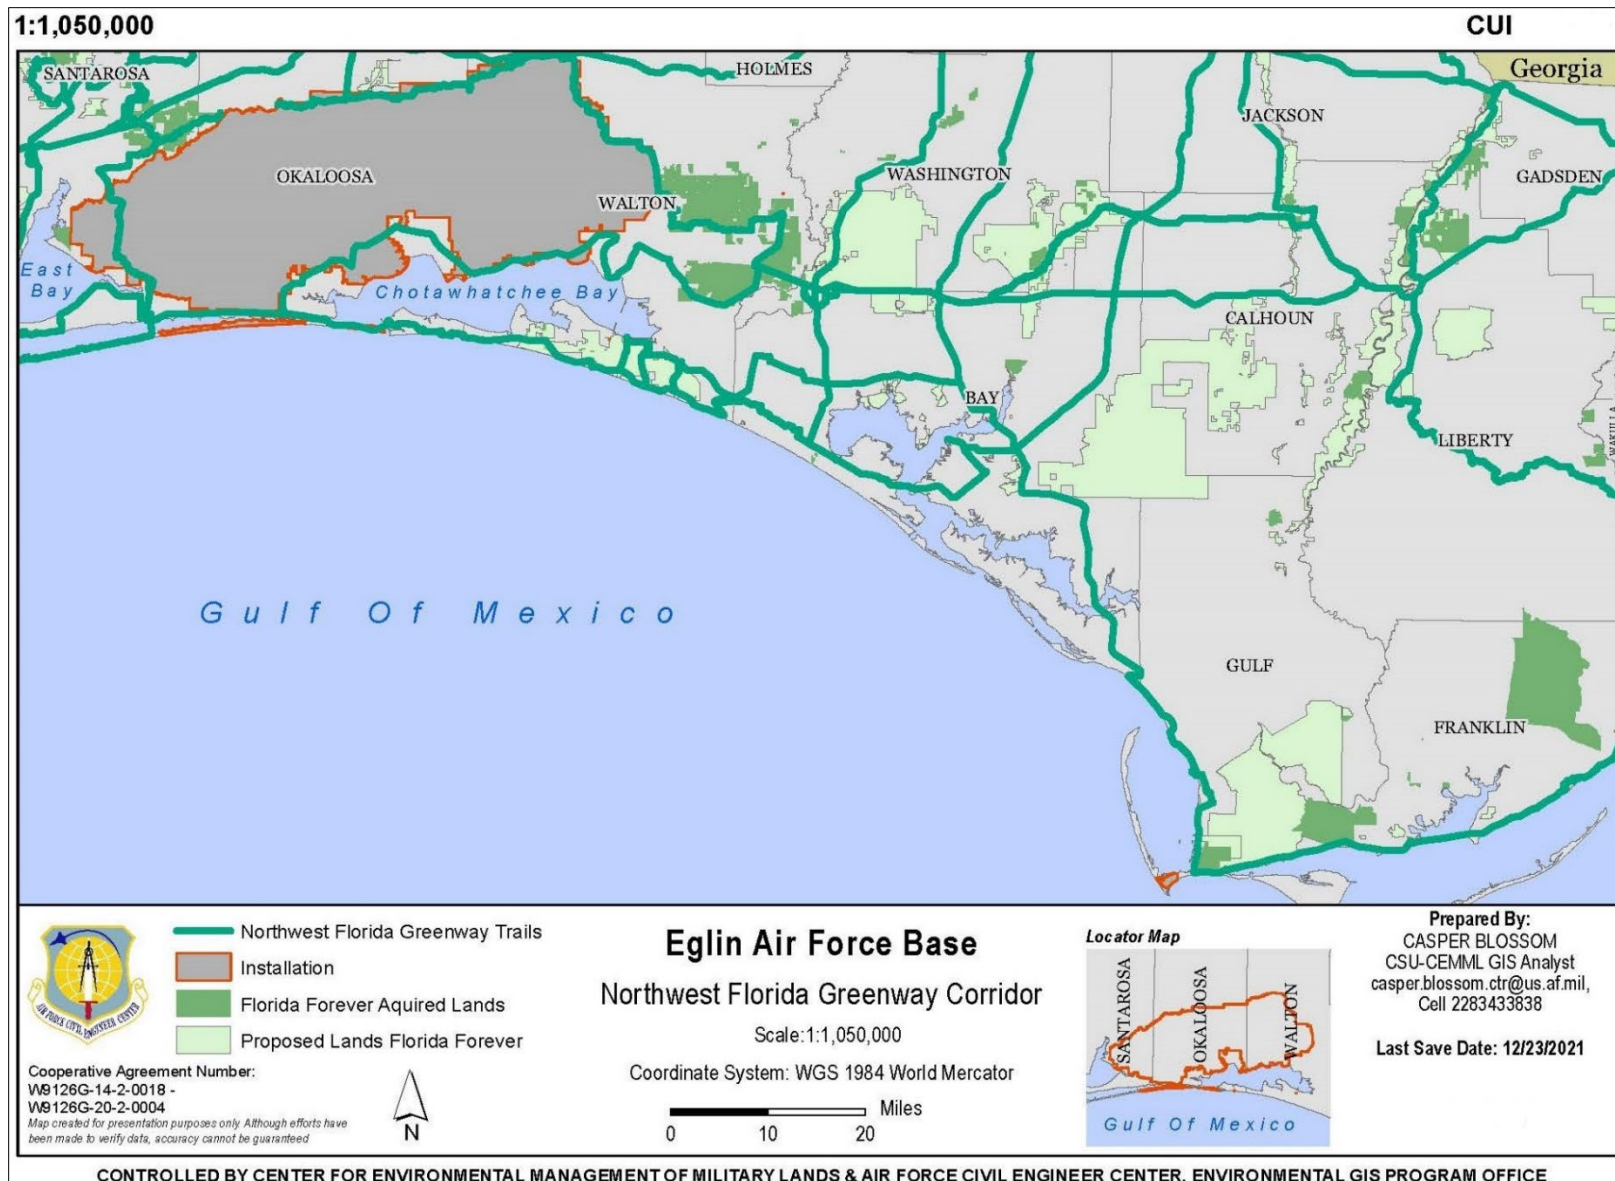 1:1,050,000
CUI
SANTAROSA
HOLMES
Georgia
JACKSON
OKALOOSA
WASHINGTON
GADSDEN
WALTON
East
Bay
Chotawhatchee Bay
CALHOUN
BAY
LIBERTY
WAKULLA
Gulf Of Mexico
GULF
FRANKLIN
AIR FORCE CIVIL ENGINEER CENTER
Northwest Florida Greenway Trails
Installation
Florida Forever Aquired Lands
Proposed Lands Florida Forever
Cooperative Agreement Number:
W9126G-14-2-0018 -
W9126G-20-2-0004
Map created for presentation purposes only. Although efforts have
been made to verify data, accuracy cannot be guaranteed
N
Eglin Air Force Base
Northwest Florida Greenway Corridor
Scale:1:1,050,000
Coordinate System: WGS 1984 World Mercator
Miles
0 10 20
Locator Map
SANTAROSA
OKALOOSA
WALTON
Gulf Of Mexico
Prepared By:
CASPER BLOSSOM
CSU-CEMML GIS Analyst
casper.blossom.ctr@us.af.mil,
Cell 2283433838
Last Save Date: 12/23/2021
CONTROLLED BY CENTER FOR ENVIRONMENTAL MANAGEMENT OF MILITARY LANDS & AIR FORCE CIVIL ENGINEER CENTER, ENVIRONMENTAL GIS PROGRAM OFFICE